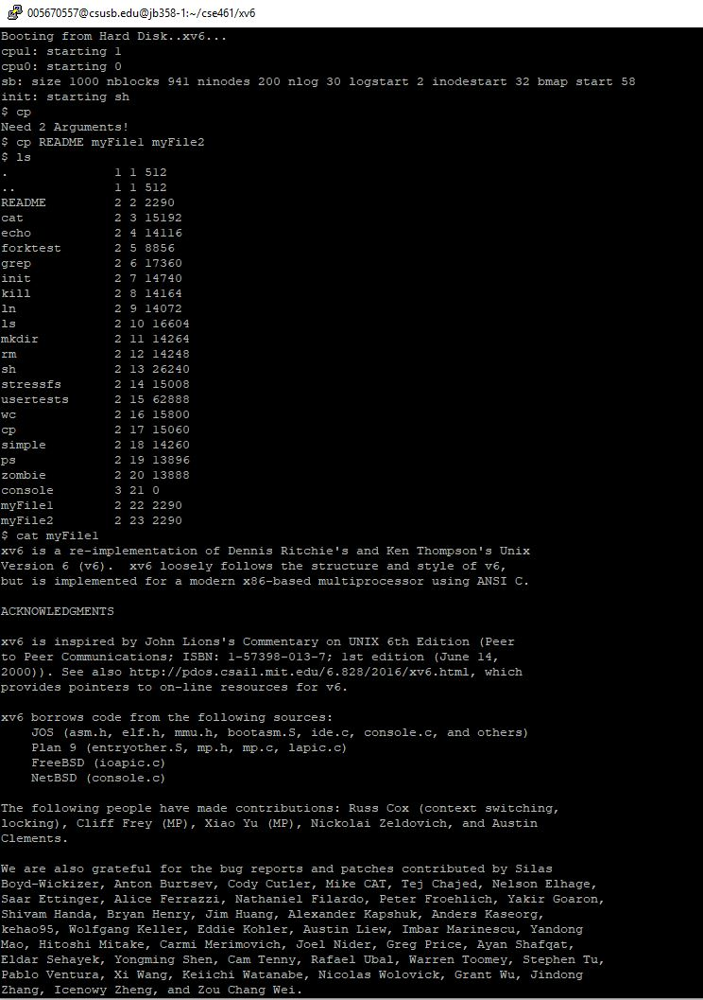 005670557@csusb.edu@jb358-1:~/cse461/xv6
Booting from Hard Disk..xv6...
cpu1: starting 1
cpu0: starting 0
sb: size 1000 nblocks 941 ninodes 200 nlog 30 logstart 2 inodestart 32 bmap start 58
init: starting sh
$ cp
Need 2 Arguments!
$ cp README myFile1 myFile2
$ ls
.              1 1 512
..             1 1 512
README         2 2 2290
cat            2 3 15192
echo           2 4 14116
forktest       2 5 8856
grep           2 6 17360
init           2 7 14740
kill           2 8 14164
ln             2 9 14072
ls             2 10 16604
mkdir          2 11 14264
rm             2 12 14248
sh             2 13 26240
stressfs       2 14 15008
usertests      2 15 62888
wc             2 16 15800
cp             2 17 15060
simple         2 18 14260
ps             2 19 13896
zombie         2 20 13888
console        3 21 0
myFile1        2 22 2290
myFile2        2 23 2290
$ cat myFile1
xv6 is a re-implementation of Dennis Ritchie's and Ken Thompson's Unix
Version 6 (v6).  xv6 loosely follows the structure and style of v6,
but is implemented for a modern x86-based multiprocessor using ANSI C.

ACKNOWLEDGMENTS

xv6 is inspired by John Lions's Commentary on UNIX 6th Edition (Peer
to Peer Communications; ISBN: 1-57398-013-7; 1st edition (June 14,
2000)). See also http://pdos.csail.mit.edu/6.828/2016/xv6.html, which
provides pointers to on-line resources for v6.

xv6 borrows code from the following sources:
    JOS (asm.h, elf.h, mmu.h, bootasm.S, ide.c, console.c, and others)
    Plan 9 (entryother.S, mp.h, mp.c, lapic.c)
    FreeBSD (ioapic.c)
    NetBSD (console.c)

The following people have made contributions: Russ Cox (context switching,
locking), Cliff Frey (MP), Xiao Yu (MP), Nickolai Zeldovich, and Austin
Clements.

We are also grateful for the bug reports and patches contributed by Silas
Boyd-Wickizer, Anton Burtsev, Cody Cutler, Mike CAT, Tej Chajed, Nelson Elhage,
Saar Ettinger, Alice Ferrazzi, Nathaniel Filardo, Peter Froehlich, Yakir Goaron,
Shivam Handa, Bryan Henry, Jim Huang, Alexander Kapshuk, Anders Kaseorg,
kehao95, Wolfgang Keller, Eddie Kohler, Austin Liew, Imbar Marinescu, Yandong
Mao, Hitoshi Mitake, Carmi Merimovich, Joel Nider, Greg Price, Ayan Shafqat,
Eldar Sehayek, Yongming Shen, Cam Tenny, Rafael Ubal, Warren Toomey, Stephen Tu,
Pablo Ventura, Xi Wang, Keiichi Watanabe, Nicolas Wolovick, Grant Wu, Jindong
Zhang, Icenowy Zheng, and Zou Chang Wei.